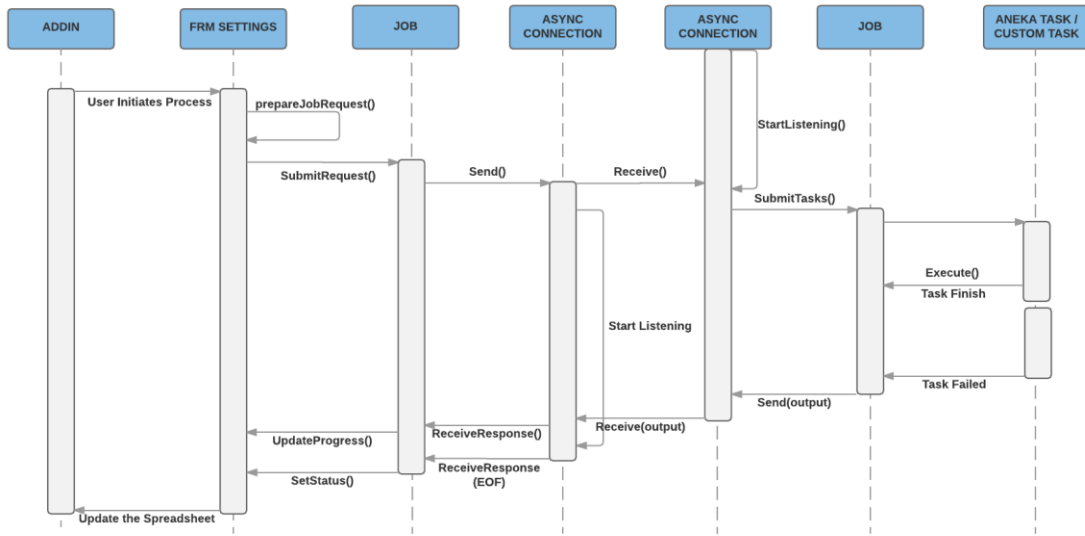 ADDIN
FRM SETTINGS
JOB
ASYNC
CONNECTION
ASYNC
CONNECTION
JOB
ANEKA TASK /
CUSTOM TASK
User Initiates Process
prepareJobRequest()
StartListening()
SubmitRequest()
Send()
Receive()
SubmitTasks()
Execute()
Task Finish
Start Listening
Task Failed
Send(output)
Receive(output)
ReceiveResponse()
UpdateProgress()
ReceiveResponse
(EOF)
SetStatus()
Update the Spreadsheet